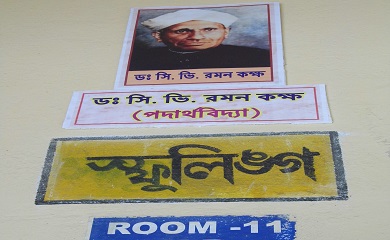 ডঃ সি. ভি. রমন কক্ষ
ডঃ সি. ভি. রমন কক্ষ
(পদার্থবিদ্যা)
স্ফুলিঙ্গ
ROOM -11